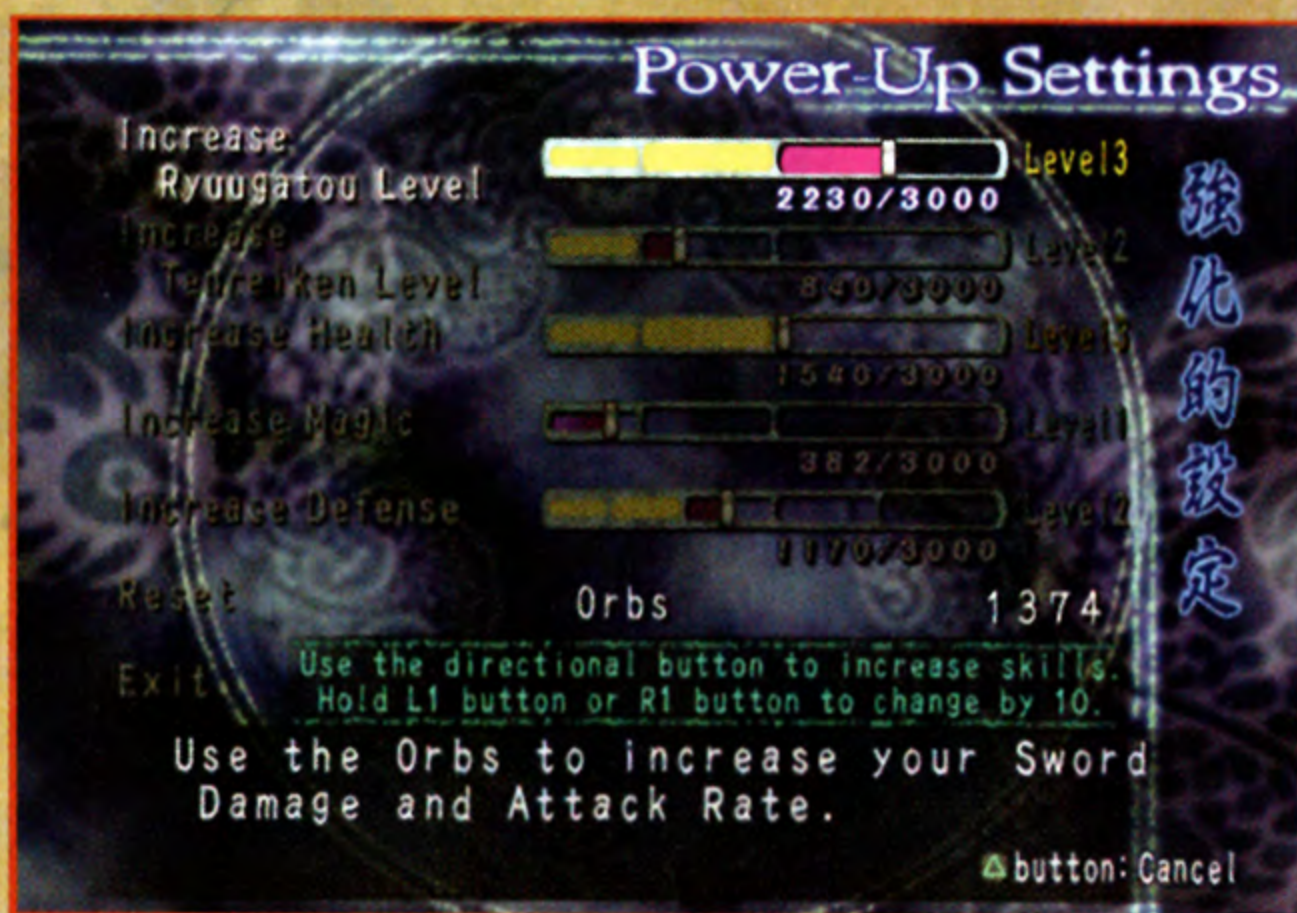 Power-Up Settings
Increase
Ryuugatou Level
Level3
2230/3000
Increase
Tenrenken Level
Level2
840/3000
Increase Health
Level3
1540/3000
Increase Magic
Level1
382/3000
Increase Defense
Level2
1170/3000
Reset
Orbs 1374
Exit
Use the directional button to increase skills.
Hold L1 button or R1 button to change by 10.
Use the Orbs to increase your Sword
Damage and Attack Rate.
△ button: Cancel
強化的設定